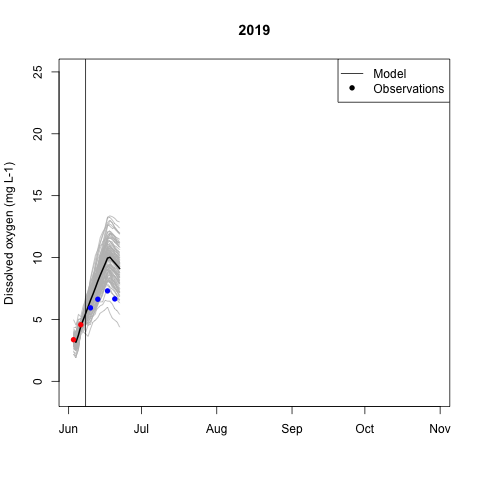 2019
Model
Observations
Dissolved oxygen (mg L-1)
25
20
15
10
5
0
Jun
Jul
Aug
Sep
Oct
Nov